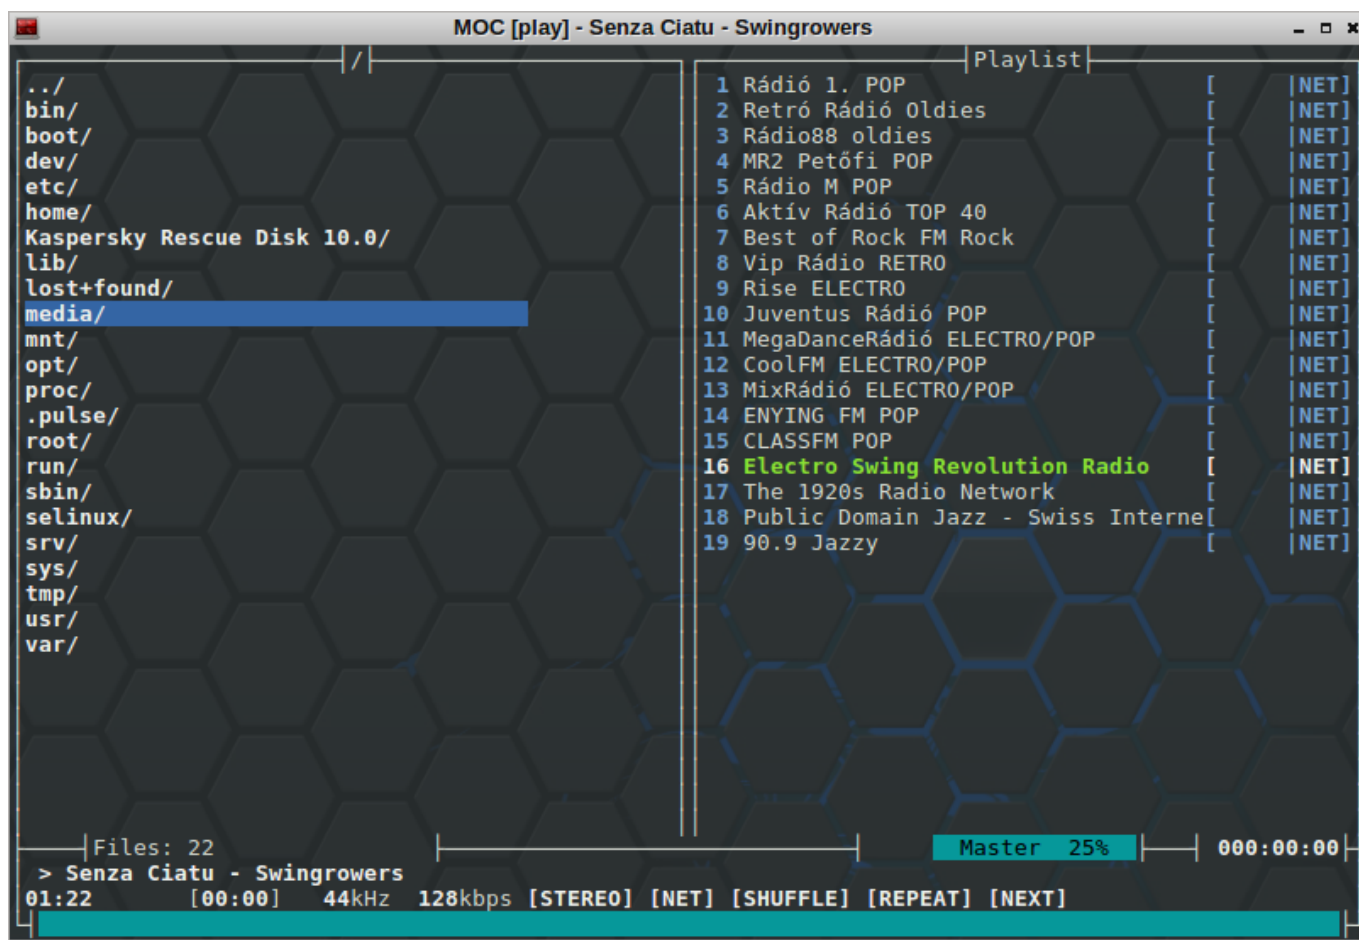 MOC [play] - Senza Ciatu - Swingrowers
/
../
bin/
boot/
dev/
etc/
home/
Kaspersky Rescue Disk 10.0/
lib/
lost+found/
media/
mnt/
opt/
proc/
.pulse/
root/
run/
sbin/
selinux/
srv/
sys/
tmp/
usr/
var/
Playlist
1 Rádió 1. POP [ |NET]
2 Retró Rádió Oldies [ |NET]
3 Rádio88 oldies [ |NET]
4 MR2 Petőfi POP [ |NET]
5 Rádio M POP [ |NET]
6 Aktív Rádió TOP 40 [ |NET]
7 Best of Rock FM Rock [ |NET]
8 Vip Rádio RETRO [ |NET]
9 Rise ELECTRO [ |NET]
10 Juventus Rádió POP [ |NET]
11 MegaDanceRádió ELECTRO/POP [ |NET]
12 CoolFM ELECTRO/POP [ |NET]
13 MixRádió ELECTRO/POP [ |NET]
14 ENYING FM POP [ |NET]
15 CLASSFM POP [ |NET]
16 Electro Swing Revolution Radio [ |NET]
17 The 1920s Radio Network [ |NET]
18 Public Domain Jazz - Swiss Interne[ |NET]
19 90.9 Jazzy [ |NET]
Files: 22 Master 25% 000:00:00
> Senza Ciatu - Swingrowers
01:22 [00:00] 44kHz 128kbps [STEREO] [NET] [SHUFFLE] [REPEAT] [NEXT]